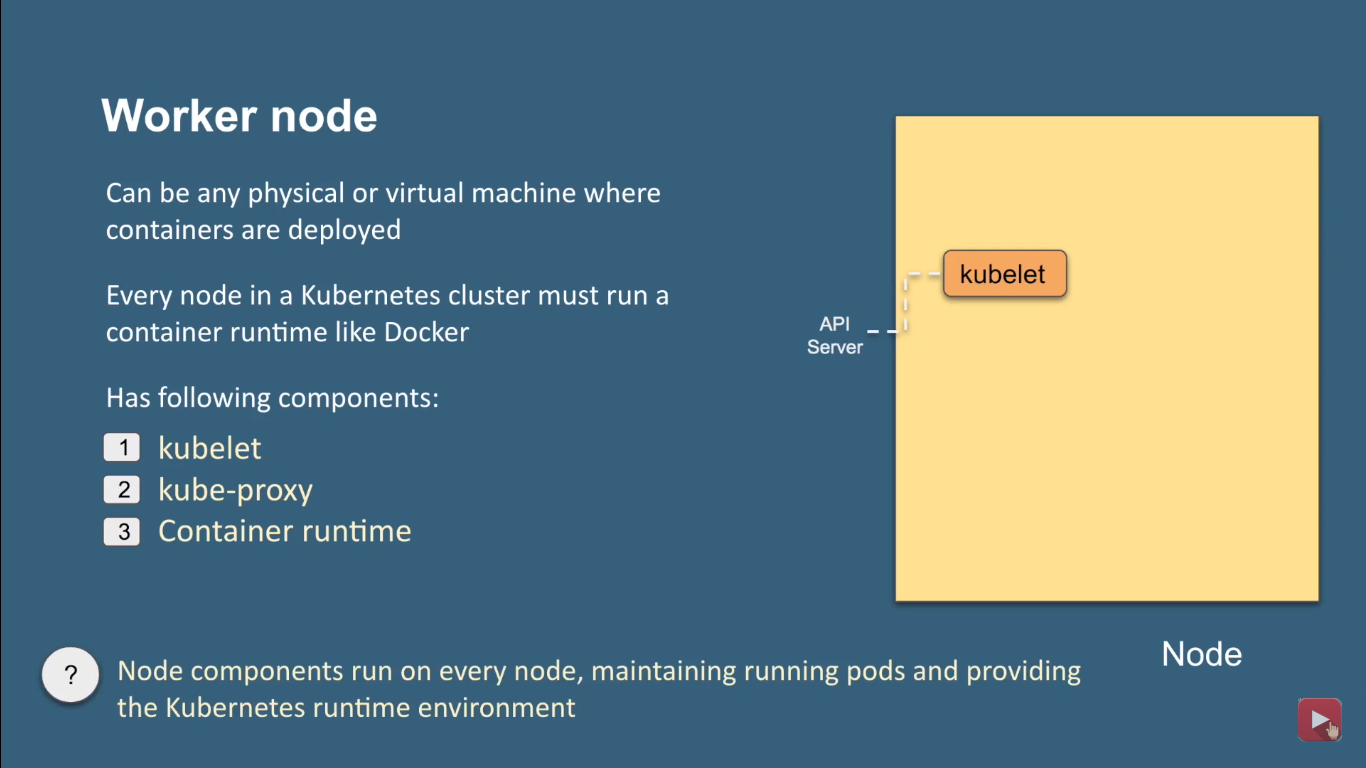 Worker node
Can be any physical or virtual machine where
containers are deployed
Every node in a Kubernetes cluster must run a
container runtime like Docker
Has following components:
1 kubelet
2 kube-proxy
3 Container runtime
kubelet
API
Server
Node
? Node components run on every node, maintaining running pods and providing
the Kubernetes runtime environment